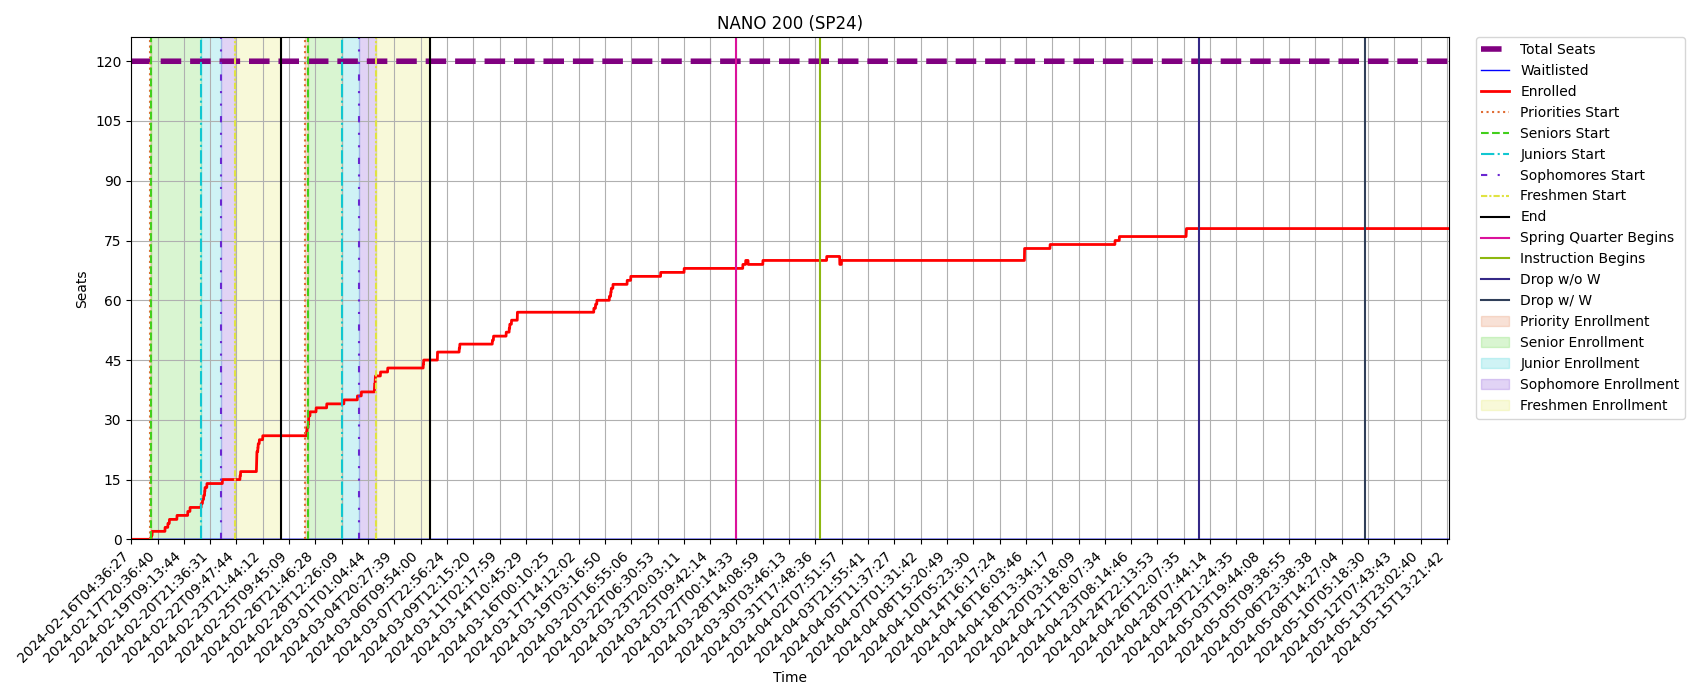 NANO 200 (SP24)
Seats
120
105
90
75
60
45
30
15
0
2024-02-16T04:36:27
2024-02-17T20:36:40
2024-02-19T09:13:44
2024-02-20T21:36:31
2024-02-22T09:47:44
2024-02-23T21:44:12
2024-02-25T09:45:09
2024-02-26T21:46:28
2024-02-28T12:26:09
2024-03-01T01:04:44
2024-03-04T20:27:39
2024-03-06T09:54:00
2024-03-07T22:56:24
2024-03-09T12:15:20
2024-03-11T02:17:59
2024-03-14T10:45:29
2024-03-16T00:10:25
2024-03-17T14:12:02
2024-03-19T03:16:50
2024-03-20T16:55:06
2024-03-22T06:30:53
2024-03-23T20:03:11
2024-03-25T09:42:14
2024-03-27T00:14:33
2024-03-28T14:08:59
2024-03-30T03:46:13
2024-03-31T17:48:36
2024-04-02T07:51:57
2024-04-03T21:55:41
2024-04-05T11:37:27
2024-04-07T01:31:42
2024-04-08T15:20:49
2024-04-10T05:23:30
2024-04-14T16:17:24
2024-04-16T16:03:46
2024-04-18T13:34:17
2024-04-20T03:18:09
2024-04-21T18:07:34
2024-04-23T08:14:46
2024-04-24T22:13:53
2024-04-26T12:07:35
2024-04-28T07:44:14
2024-04-29T21:24:35
2024-05-03T19:44:08
2024-05-05T09:38:55
2024-05-06T23:38:38
2024-05-08T14:27:04
2024-05-10T05:18:30
2024-05-12T07:43:43
2024-05-13T23:02:40
2024-05-15T13:21:42
Time
Total Seats
Waitlisted
Enrolled
Priorities Start
Seniors Start
Juniors Start
Sophomores Start
Freshmen Start
End
Spring Quarter Begins
Instruction Begins
Drop w/o W
Drop w/ W
Priority Enrollment
Senior Enrollment
Junior Enrollment
Sophomore Enrollment
Freshmen Enrollment